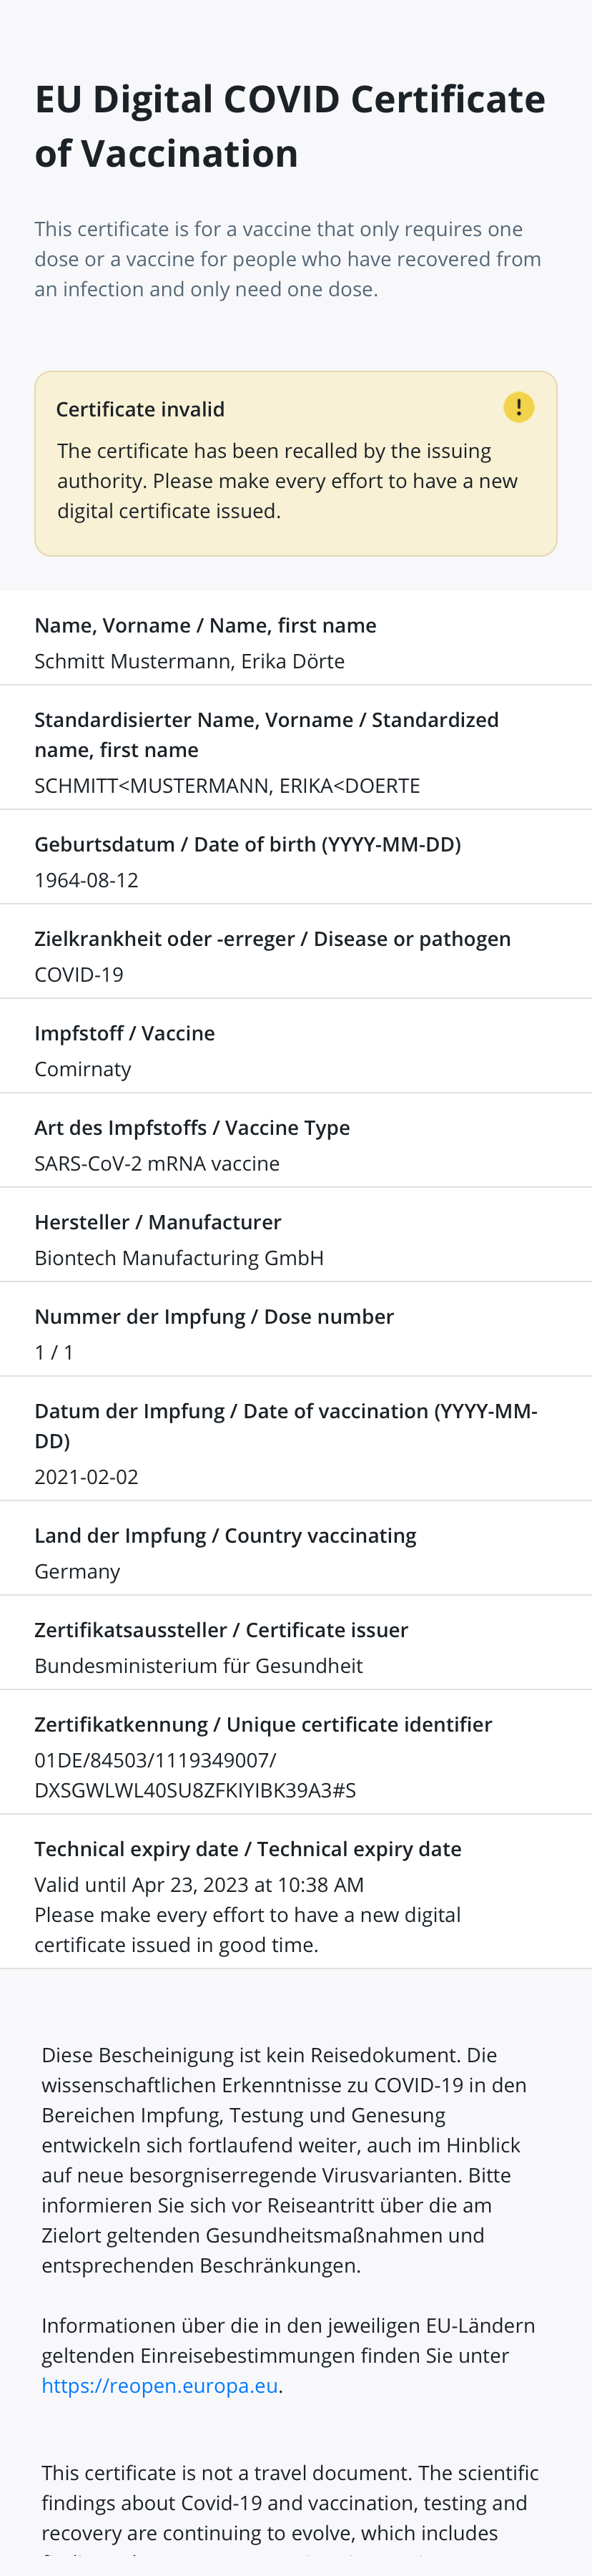 EU Digital COVID Certificate
of Vaccination
This certificate is for a vaccine that only requires one
dose or a vaccine for people who have recovered from
an infection and only need one dose.
Certificate invalid
The certificate has been recalled by the issuing
authority. Please make every effort to have a new
digital certificate issued.
Name, Vorname / Name, first name
Schmitt Mustermann, Erika Dörte
Standardisierter Name, Vorname / Standardized
name, first name
SCHMITT<MUSTERMANN, ERIKA<DOERTE
Geburtsdatum / Date of birth (YYYY-MM-DD)
1964-08-12
Zielkrankheit oder -erreger / Disease or pathogen
COVID-19
Impfstoff / Vaccine
Comirnaty
Art des Impfstoffs / Vaccine Type
SARS-CoV-2 mRNA vaccine
Hersteller / Manufacturer
Biontech Manufacturing GmbH
Nummer der Impfung / Dose number
1 / 1
Datum der Impfung / Date of vaccination (YYYY-MM-
DD)
2021-02-02
Land der Impfung / Country vaccinating
Germany
Zertifikatsaussteller / Certificate issuer
Bundesministerium für Gesundheit
Zertifikatkennung / Unique certificate identifier
01DE/84503/1119349007/
DXSGWLWL40SU8ZFKIYIBK39A3#S
Technical expiry date / Technical expiry date
Valid until Apr 23, 2023 at 10:38 AM
Please make every effort to have a new digital
certificate issued in good time.
Diese Bescheinigung ist kein Reisedokument. Die
wissenschaftlichen Erkenntnisse zu COVID-19 in den
Bereichen Impfung, Testung und Genesung
entwickeln sich fortlaufend weiter, auch im Hinblick
auf neue besorgniserregende Virusvarianten. Bitte
informieren Sie sich vor Reiseantritt über die am
Zielort geltenden Gesundheitsmaßnahmen und
entsprechenden Beschränkungen.
Informationen über die in den jeweiligen EU-Ländern
geltenden Einreisebestimmungen finden Sie unter
https://reopen.europa.eu.
This certificate is not a travel document. The scientific
findings about Covid-19 and vaccination, testing and
recovery are continuing to evolve, which includes